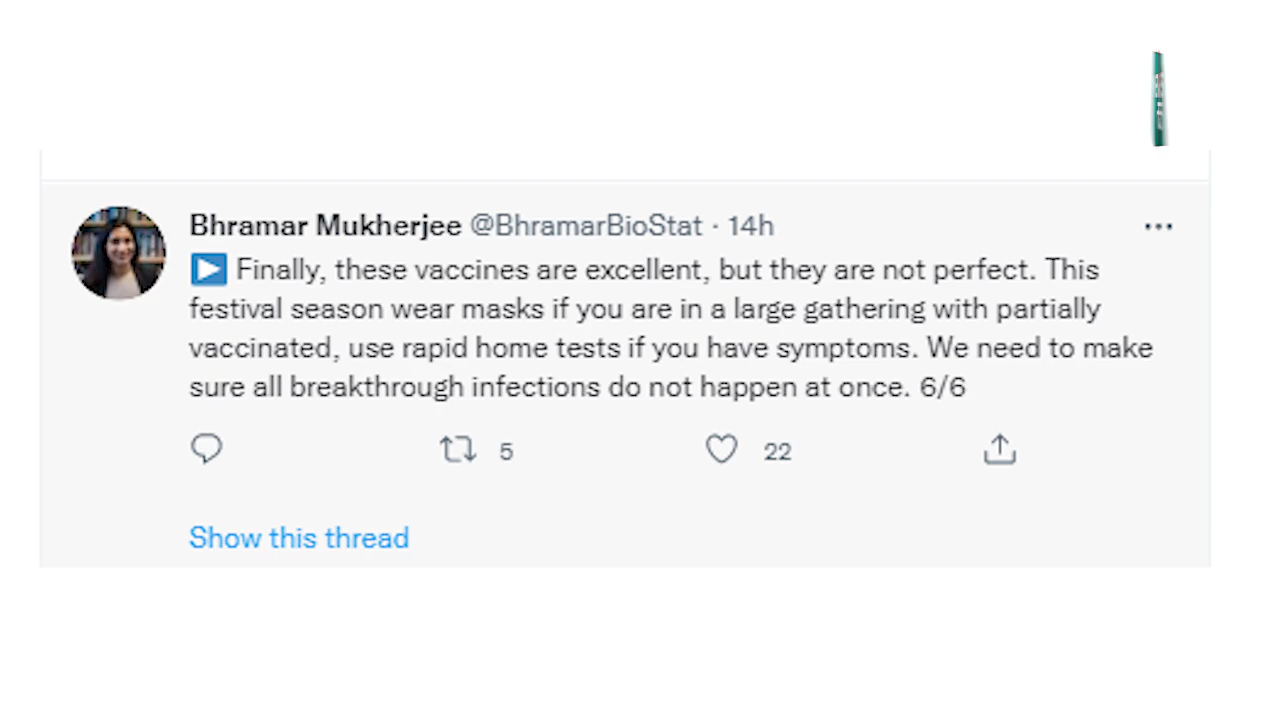 Bhramar Mukherjee @BhramarBioStat · 14h
▶ Finally, these vaccines are excellent, but they are not perfect. This
festival season wear masks if you are in a large gathering with partially
vaccinated, use rapid home tests if you have symptoms. We need to make
sure all breakthrough infections do not happen at once. 6/6
5 22
Show this thread